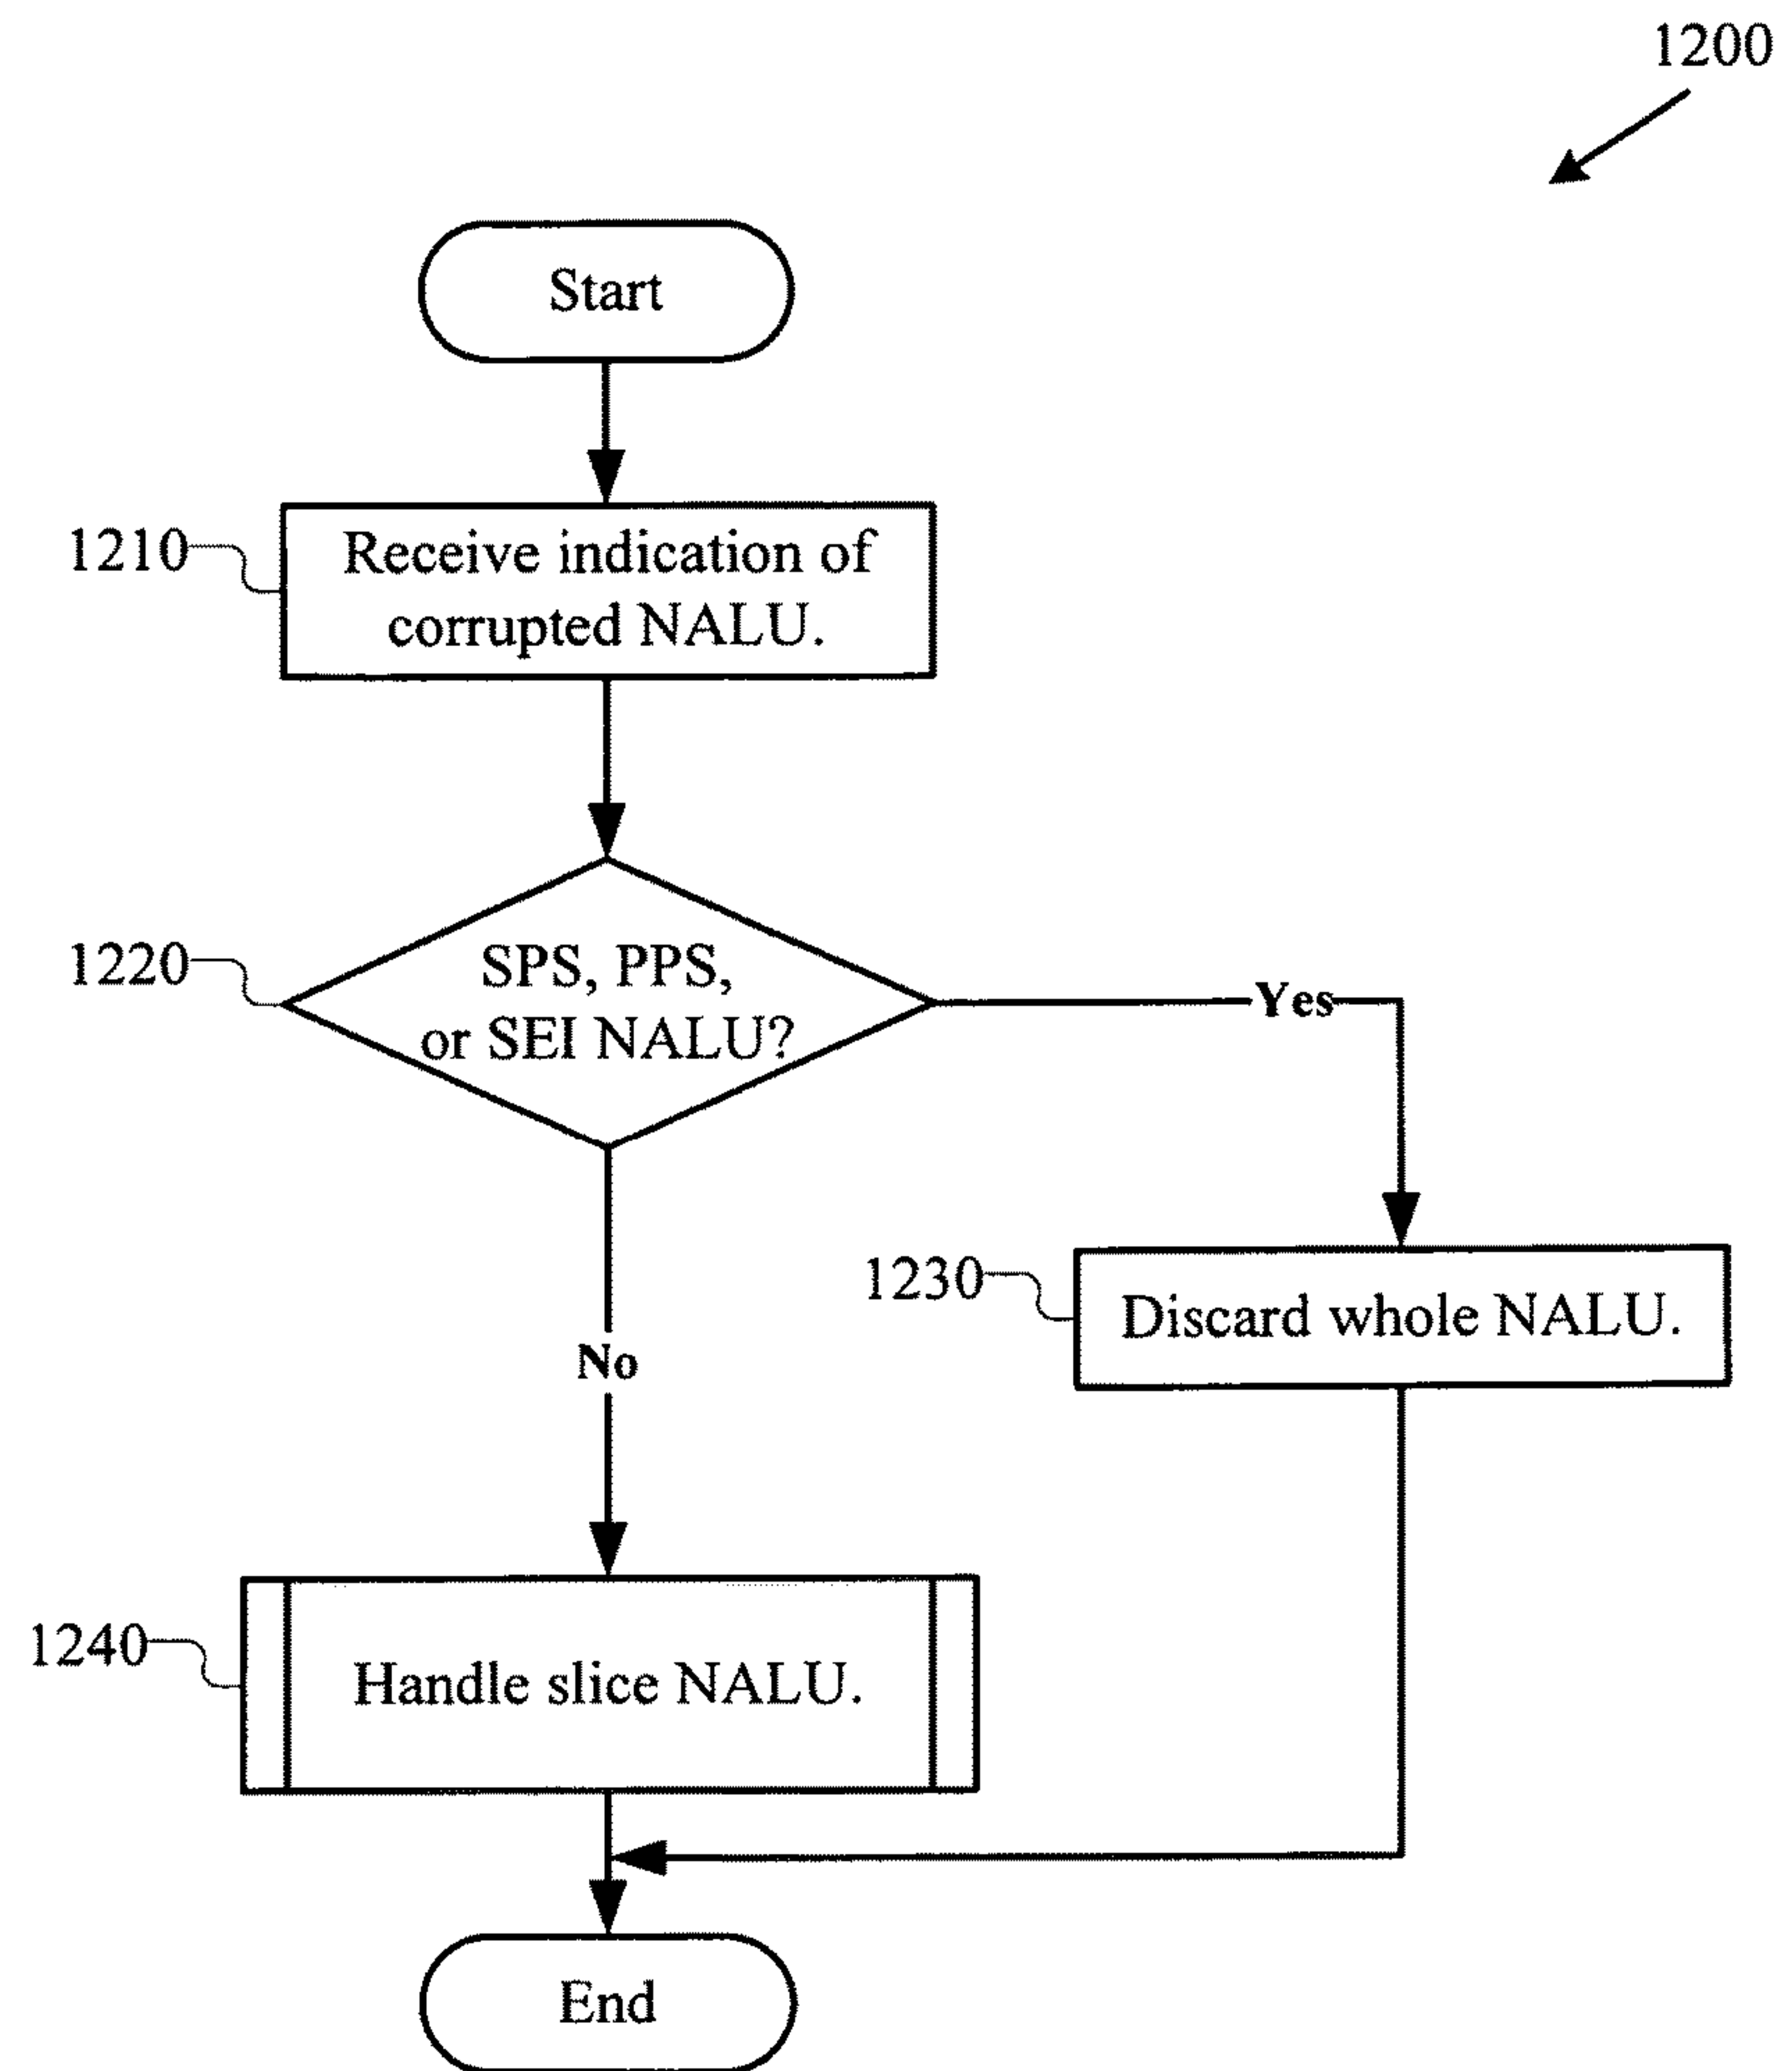 1200
Start
1210
Receive indication of
corrupted NALU.
1220
SPS, PPS,
or SEI NALU?
Yes
1230
Discard whole NALU.
No
1240
Handle slice NALU.
End